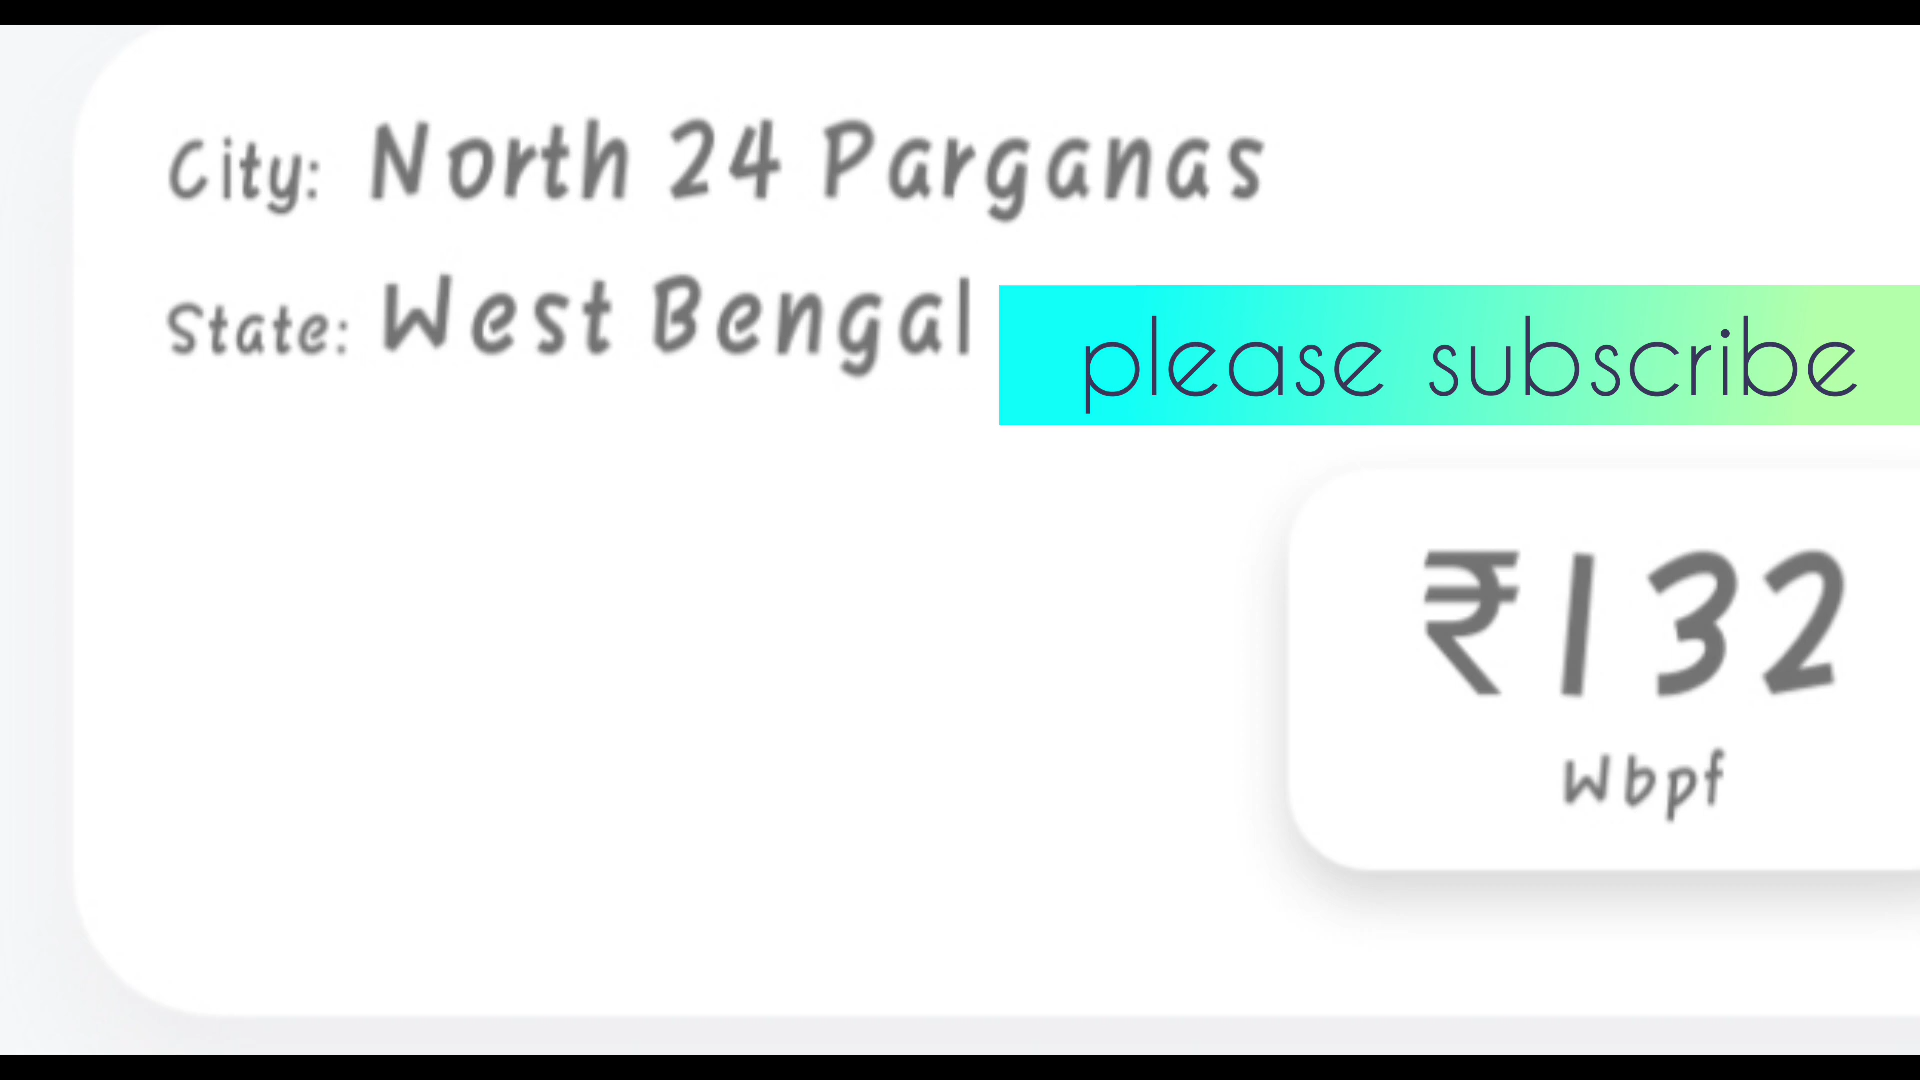 City: North 24 Parganas
State: West Bengal
please subscribe
₹132
Wbpf